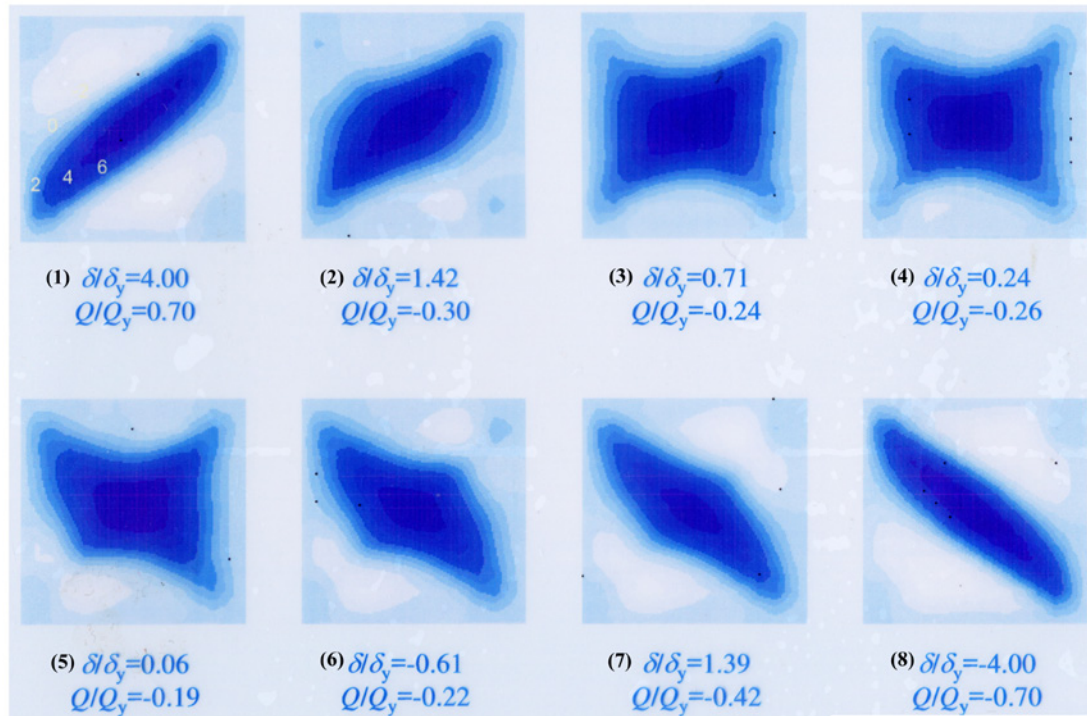 0
2 4 6
(1) δ/δy=4.00
Q/Qy=0.70
(2) δ/δy=1.42
Q/Qy=-0.30
(3) δ/δy=0.71
Q/Qy=-0.24
(4) δ/δy=0.24
Q/Qy=-0.26
(5) δ/δy=0.06
Q/Qy=-0.19
(6) δ/δy=-0.61
Q/Qy=-0.22
(7) δ/δy=1.39
Q/Qy=-0.42
(8) δ/δy=-4.00
Q/Qy=-0.70